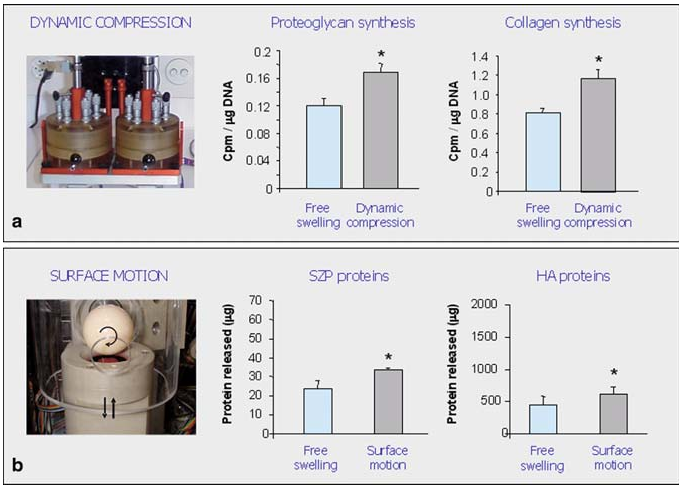 DYNAMIC COMPRESSION
Proteoglycan synthesis
Cpm / µg DNA
0.2
0.16
0.12
0.08
0.04
0
*
Free
swelling
Dynamic
compression
Collagen synthesis
Cpm / µg DNA
1.4
1.2
1.0
0.8
0.6
0.4
0.2
0
*
Free
swelling
Dynamic
compression
a
SURFACE MOTION
SZP proteins
Protein released (µg)
70
60
50
40
30
20
10
0
*
Free
swelling
Surface
motion
HA proteins
Protein released (µg)
2000
1500
1000
500
0
*
Free
swelling
Surface
motion
b